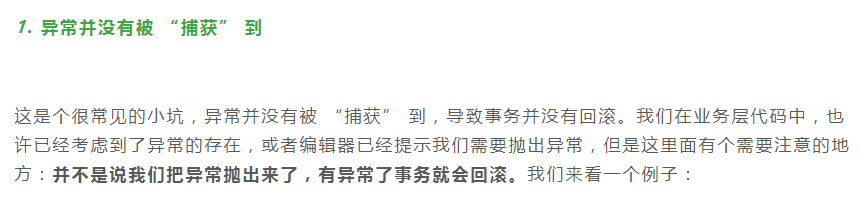 1. 异常并没有被 “捕获” 到
这是个很常见的小坑，异常并没有被 “捕获” 到，导致事务并没有回滚。我们在业务层代码中，也
许已经考虑到了异常的存在，或者编辑器已经提示我们需要抛出异常，但是这里面有个需要注意的地
方：并不是说我们把异常抛出来了，有异常了事务就会回滚。我们来看一个例子：